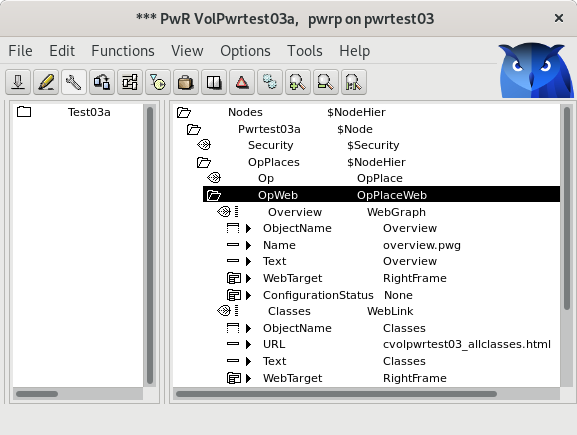 *** PwR VolPwrtest03a, pwrp on pwrtest03
File Edit Functions View Options Tools Help
Test03a
Nodes $NodeHier
Pwrtest03a $Node
Security $Security
OpPlaces $NodeHier
Op OpPlace
OpWeb OpPlaceWeb
Overview WebGraph
ObjectName Overview
Name overview.pwg
Text Overview
WebTarget RightFrame
ConfigurationStatus None
Classes WebLink
ObjectName Classes
URL cvolpwrtest03_allclasses.html
Text Classes
WebTarget RightFrame